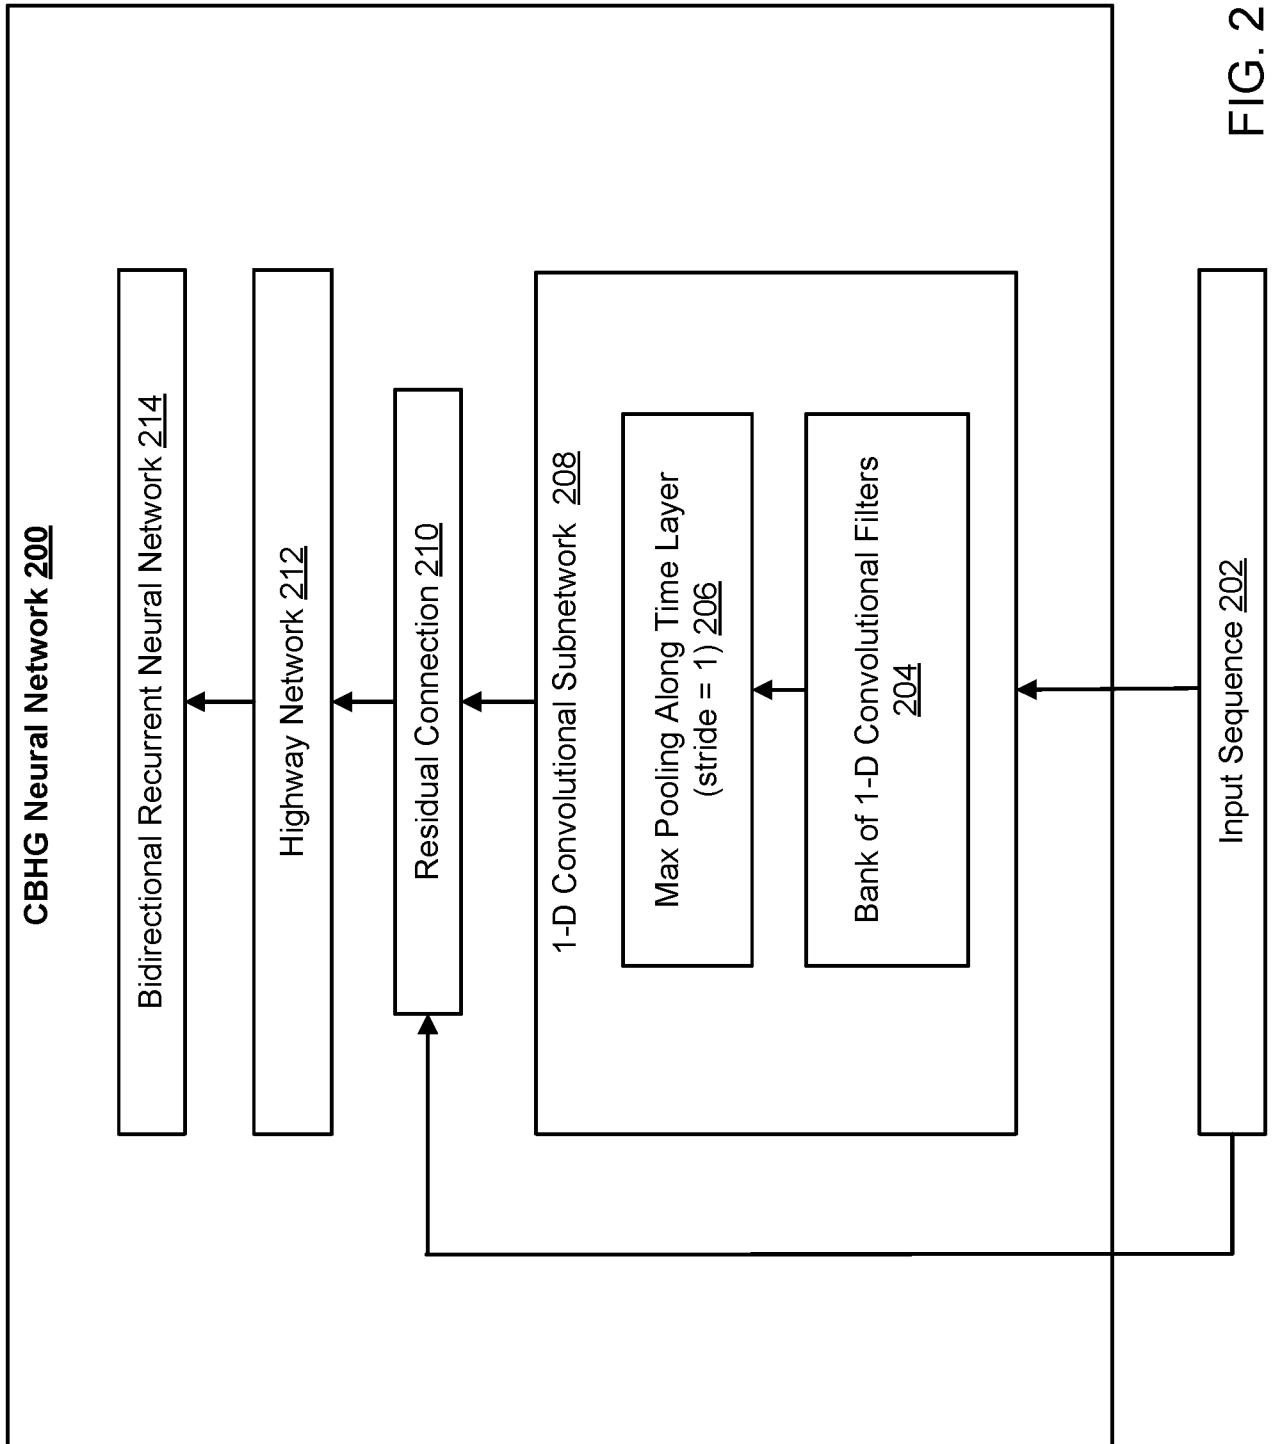 CBHG Neural Network 200
Bidirectional Recurrent Neural Network 214
Highway Network 212
Residual Connection 210
1-D Convolutional Subnetwork 208
Max Pooling Along Time Layer
(stride = 1) 206
Bank of 1-D Convolutional Filters
204
Input Sequence 202
FIG. 2